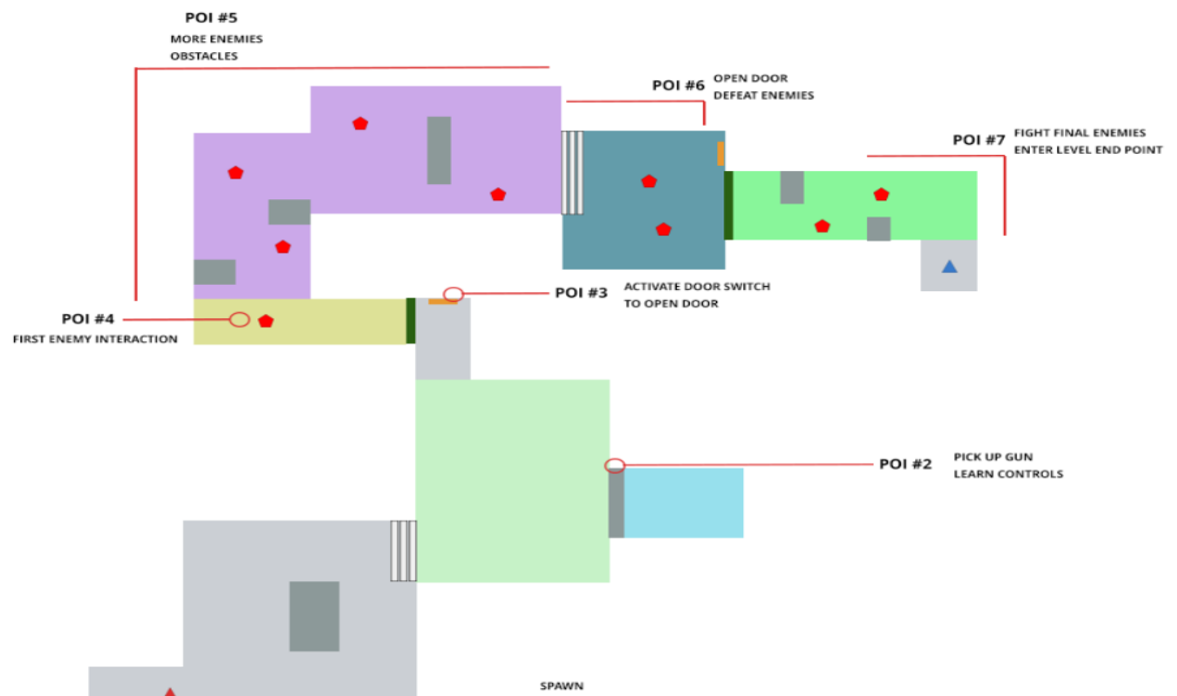 POI #5
MORE ENEMIES
OBSTACLES
POI #6
OPEN DOOR
DEFEAT ENEMIES
POI #7
FIGHT FINAL ENEMIES
ENTER LEVEL END POINT
POI #3
ACTIVATE DOOR SWITCH
TO OPEN DOOR
POI #4
FIRST ENEMY INTERACTION
POI #2
PICK UP GUN
LEARN CONTROLS
SPAWN